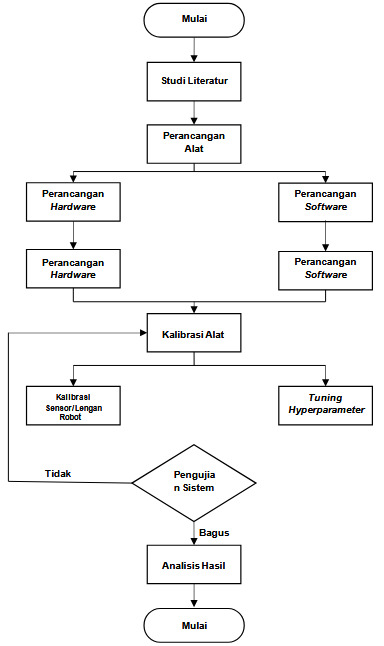 Mulai
Studi Literatur
Perancangan
Alat
Perancangan
Hardware
Perancangan
Software
Perancangan
Hardware
Perancangan
Software
Kalibrasi Alat
Kalibrasi
Sensor/Lengan
Robot
Tuning
Hyperparameter
Pengujia
n Sistem
Tidak
Bagus
Analisis Hasil
Mulai